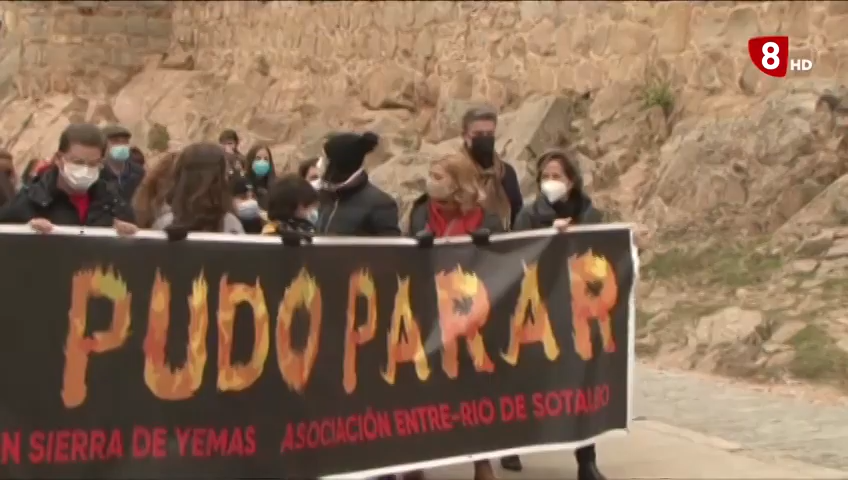 8 HD
PUDO PARAR
N SIERRA DE YEMAS ASOCIACIÓN ENTRE-RIO DE SOTALBO